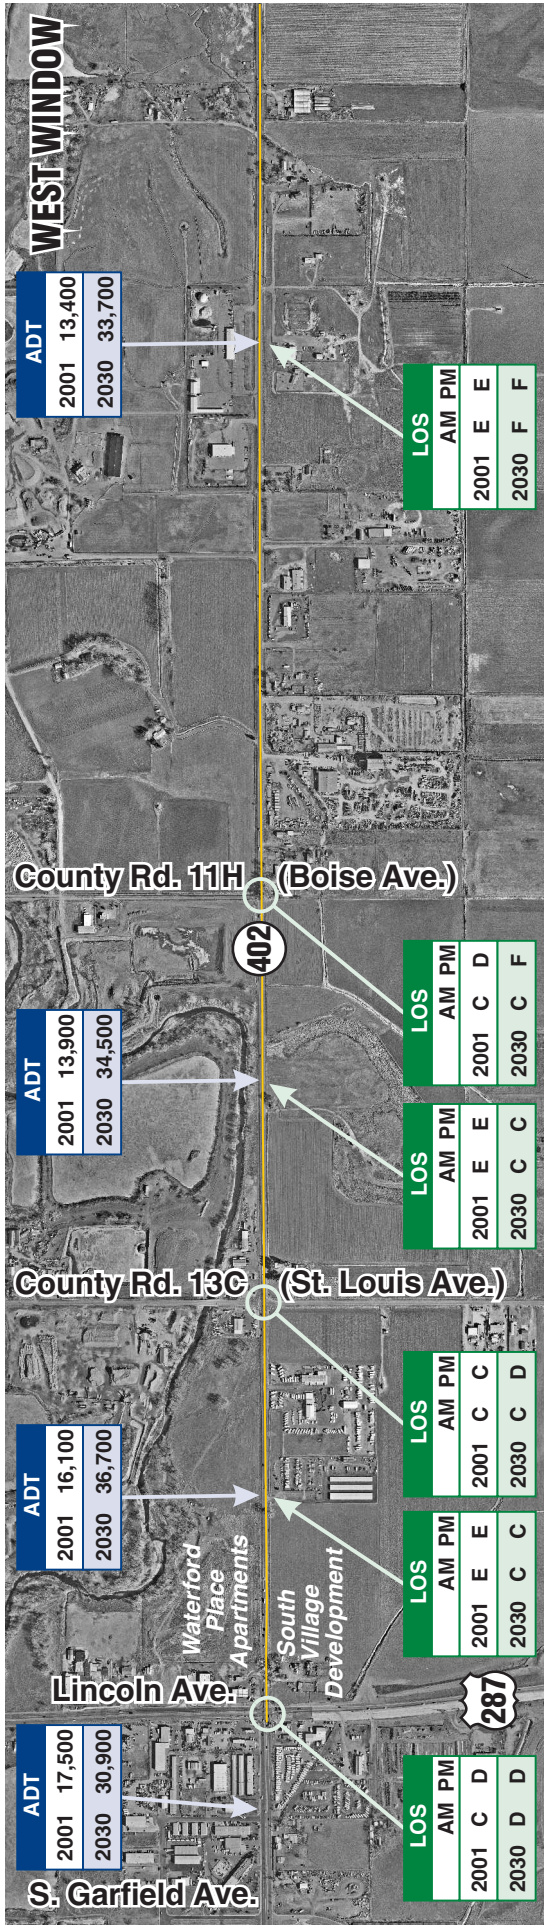 WEST WINDOW
ADT
2001 17,500
2030 30,900
ADT
2001 16,100
2030 36,700
ADT
2001 13,900
2030 34,500
ADT
2001 13,400
2030 33,700
S. Garfield Ave.
Lincoln Ave.
Waterford
Place
Apartments
South
Village
Development
County Rd. 13C (St. Louis Ave.)
402
County Rd. 11H (Boise Ave.)
287
LOS
AM PM
2001 C D
2030 D D
LOS
AM PM
2001 E E
2030 C C
LOS
AM PM
2001 C C
2030 C D
LOS
AM PM
2001 E E
2030 C C
LOS
AM PM
2001 C D
2030 C F
LOS
AM PM
2001 E E
2030 F F